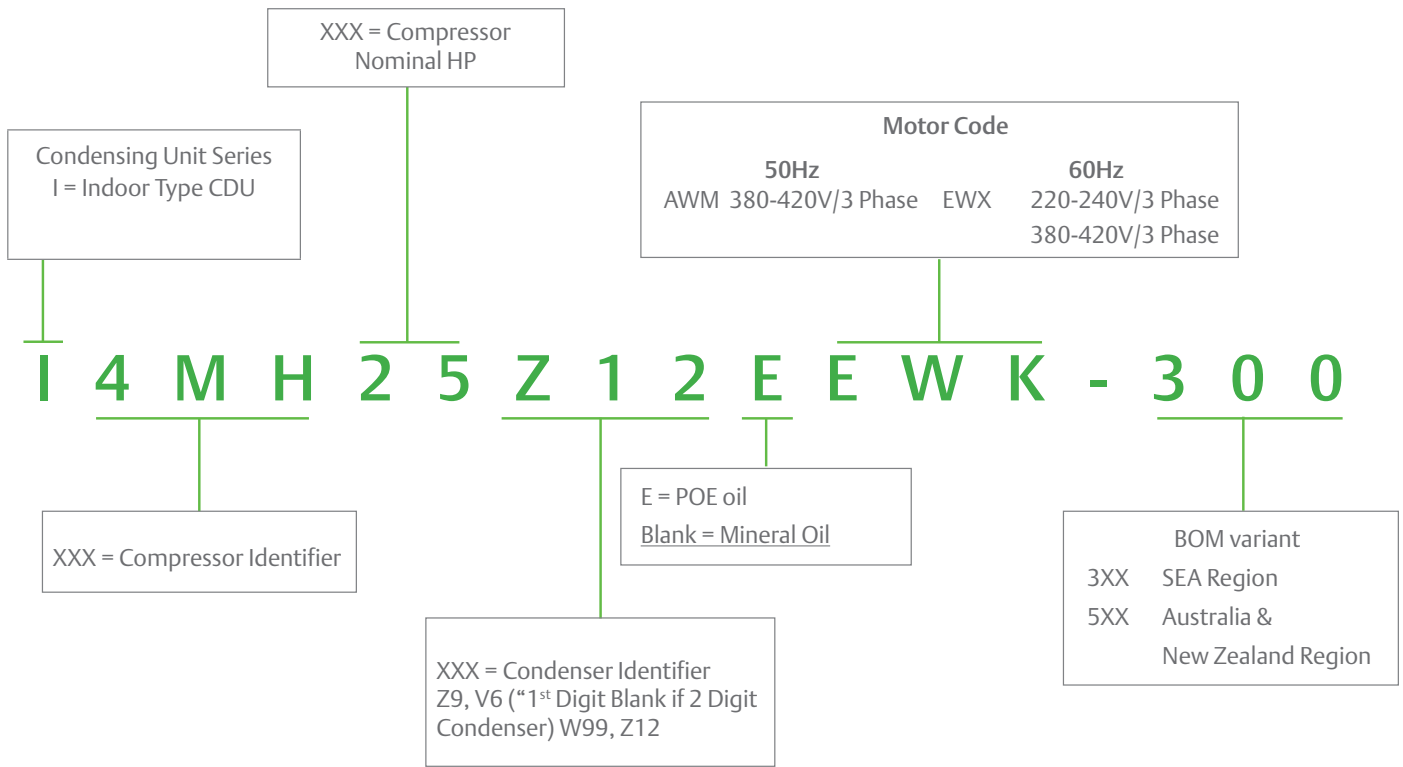 XXX = Compressor
Nominal HP
Condensing Unit Series
I = Indoor Type CDU
Motor Code
50Hz 60Hz
AWM 380-420V/3 Phase EWX 220-240V/3 Phase
380-420V/3 Phase
I 4 M H 2 5 Z 1 2 E E W K - 3 0 0
XXX = Compressor Identifier
E = POE oil
Blank = Mineral Oil
XXX = Condenser Identifier
Z9, V6 (“1st Digit Blank if 2 Digit
Condenser) W99, Z12
BOM variant
3XX SEA Region
5XX Australia &
New Zealand Region